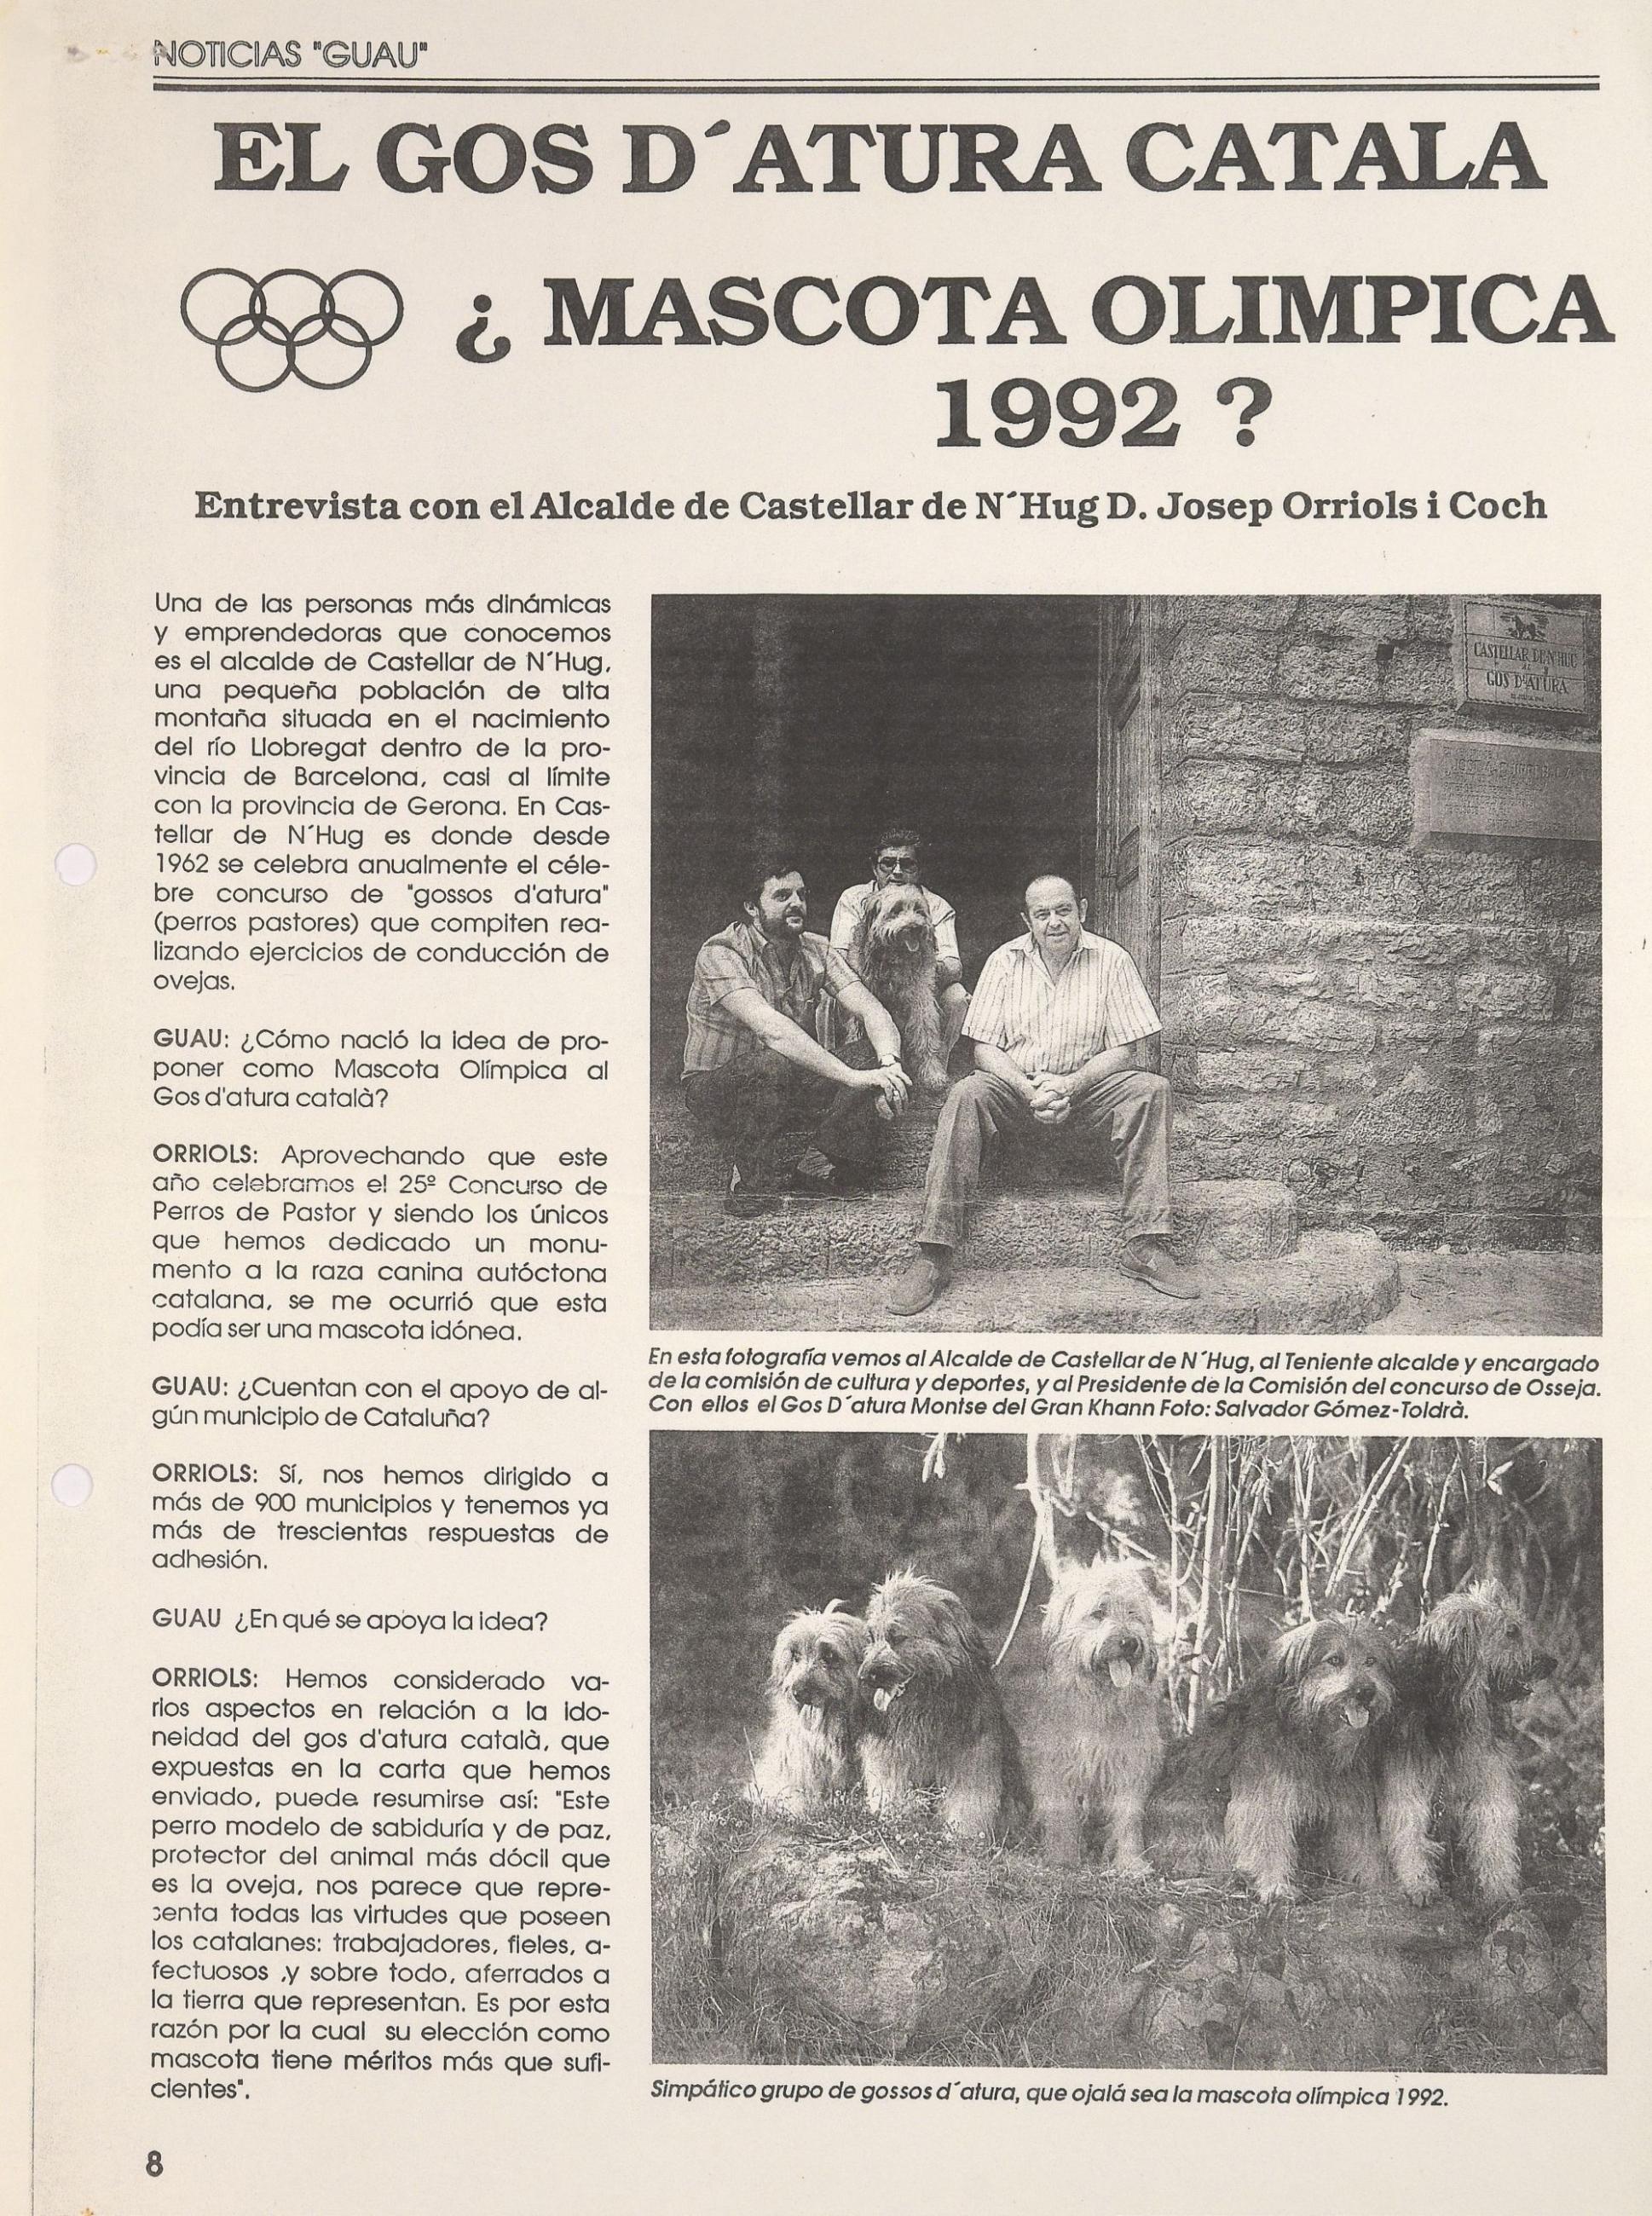 NOTICIAS "GUAU"
EL GOS D´ATURA CATALA
¿ MASCOTA OLIMPICA
1992 ?
Entrevista con el Alcalde de Castellar de N´Hug D. Josep Orriols i Coch
Una de las personas más dinámicas
y emprendedoras que conocemos
es el alcalde de Castellar de N´Hug,
una pequeña población de alta
montaña situada en el nacimiento
del río Llobregat dentro de la pro-
vincia de Barcelona, casi al límite
con la provincia de Gerona. En Cas-
tellar de N´Hug es donde desde
1962 se celebra anualmente el céle-
bre concurso de "gossos d'atura"
(perros pastores) que compiten rea-
lizando ejercicios de conducción de
ovejas.
GUAU: ¿Cómo nació la idea de pro-
poner como Mascota Olímpica al
Gos d'atura català?
ORRIOLS: Aprovechando que este
año celebramos el 25º Concurso de
Perros de Pastor y siendo los únicos
que hemos dedicado un monu-
mento a la raza canina autóctona
catalana, se me ocurrió que esta
podía ser una mascota idónea.
GUAU: ¿Cuentan con el apoyo de al-
gún municipio de Cataluña?
ORRIOLS: Sí, nos hemos dirigido a
más de 900 municipios y tenemos ya
más de trescientas respuestas de
adhesión.
GUAU ¿En qué se apoya la idea?
ORRIOLS: Hemos considerado va-
rios aspectos en relación a la ido-
neidad del gos d'atura català, que
expuestas en la carta que hemos
enviado, puede resumirse así: "Este
perro modelo de sabiduría y de paz,
protector del animal más dócil que
es la oveja, nos parece que repre-
senta todas las virtudes que poseen
los catalanes: trabajadores, fieles, a-
fectuosos ,y sobre todo, aferrados a
la tierra que representan. Es por esta
razón por la cual su elección como
mascota tiene méritos más que sufi-
cientes".
CASTELLAR DE N'HUG
GOS D'ATURA
En esta fotografía vemos al Alcalde de Castellar de N´Hug, al Teniente alcalde y encargado
de la comisión de cultura y deportes, y al Presidente de la Comisión del concurso de Osseja.
Con ellos el Gos D´atura Montse del Gran Khann Foto: Salvador Gómez-Toldrà.
Simpático grupo de gossos d´atura, que ojalá sea la mascota olímpica 1992.
8